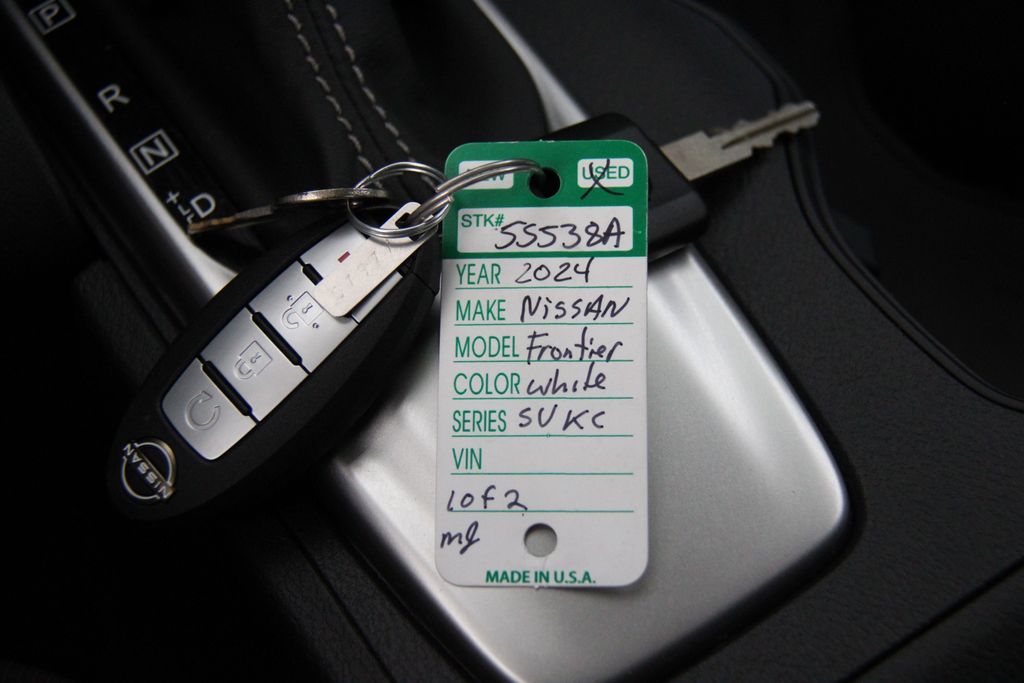 P
R
N
D
+
NISSAN
USED
STK# 55538A
YEAR 2024
MAKE NISSAN
MODEL Frontier
COLOR white
SERIES SVKC
VIN
1 of 2
MADE IN U.S.A.